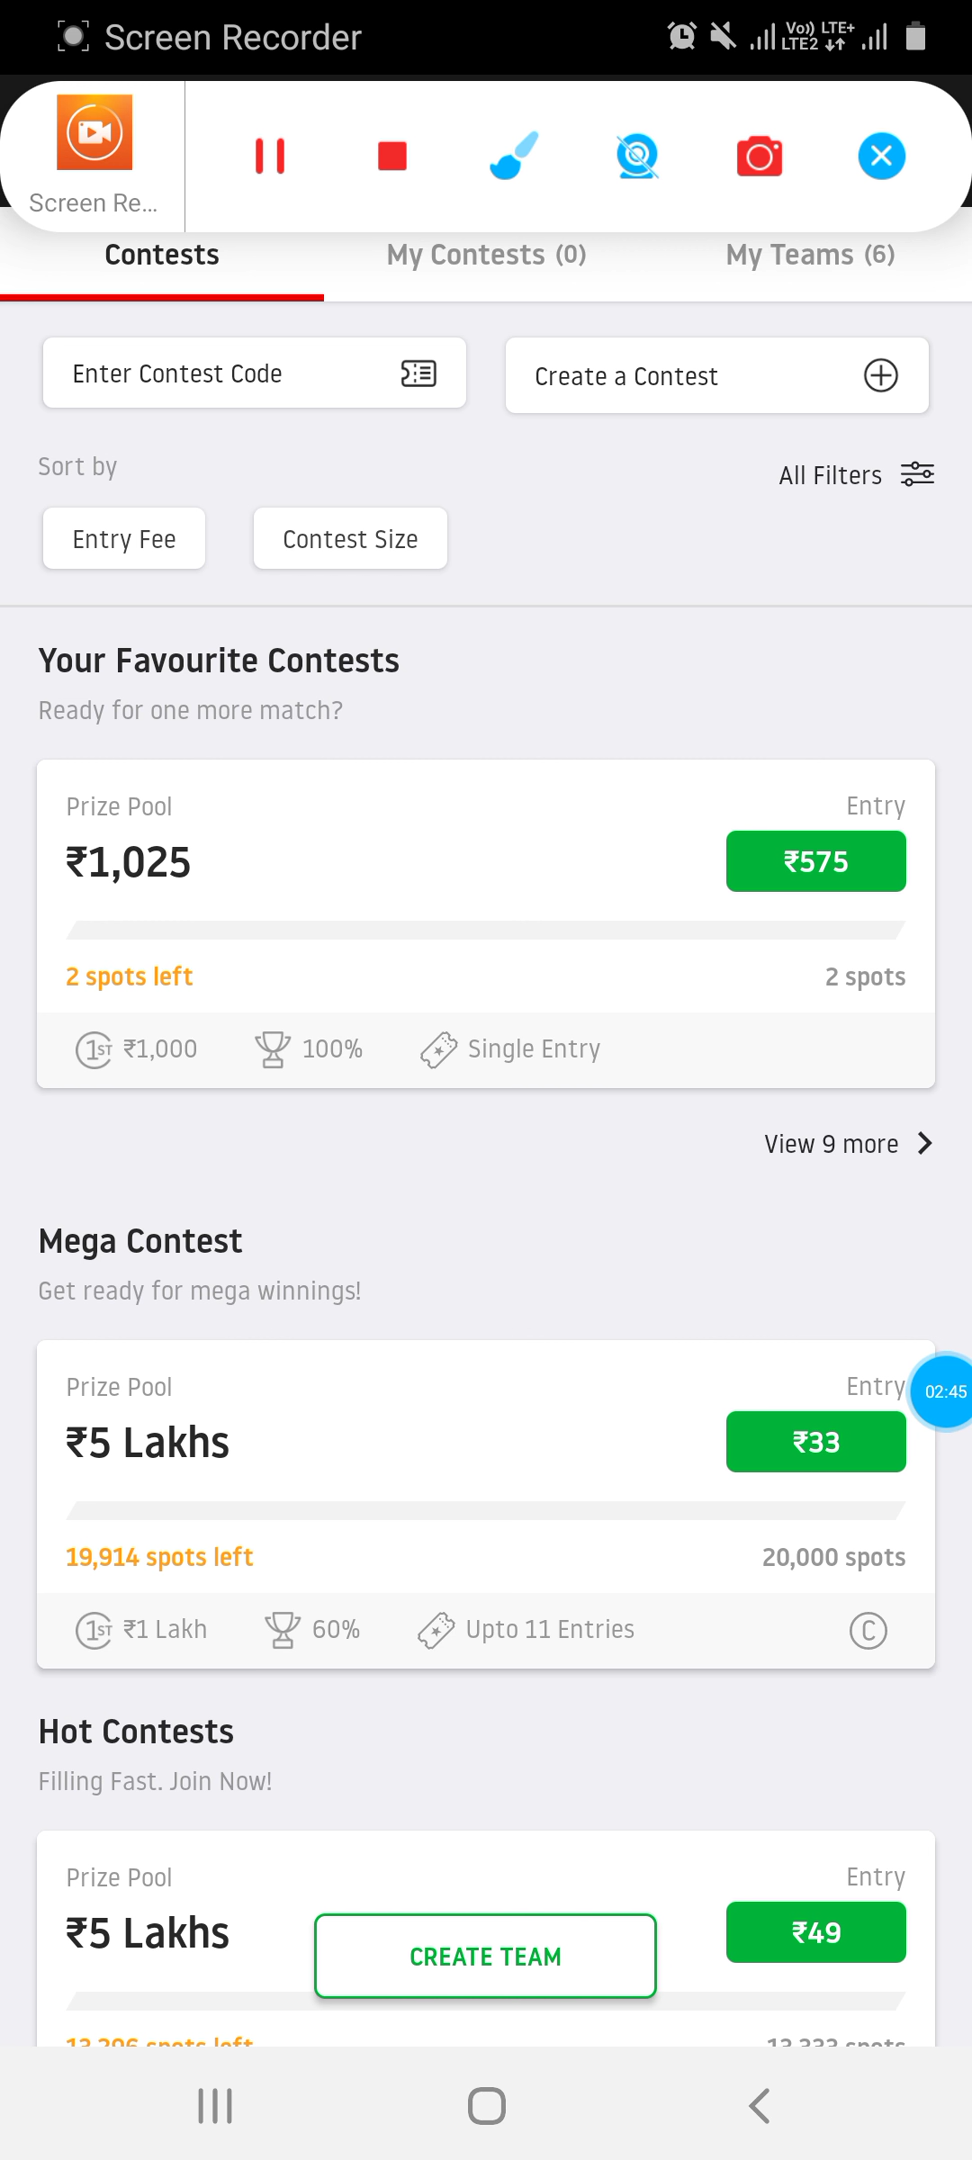 Screen Recorder
Vo)) LTE+
LTE2
Screen Re...
Contests
My Contests (0)
My Teams (6)
Enter Contest Code
Create a Contest
Sort by
All Filters
Entry Fee
Contest Size
Your Favourite Contests
Ready for one more match?
Prize Pool
Entry
₹1,025
₹575
2 spots left
2 spots
1ST ₹1,000
100%
Single Entry
View 9 more
Mega Contest
Get ready for mega winnings!
Prize Pool
Entry
02:45
₹5 Lakhs
₹33
19,914 spots left
20,000 spots
1ST ₹1 Lakh
60%
Upto 11 Entries
C
Hot Contests
Filling Fast. Join Now!
Prize Pool
Entry
₹5 Lakhs
₹49
CREATE TEAM
spots left
spots